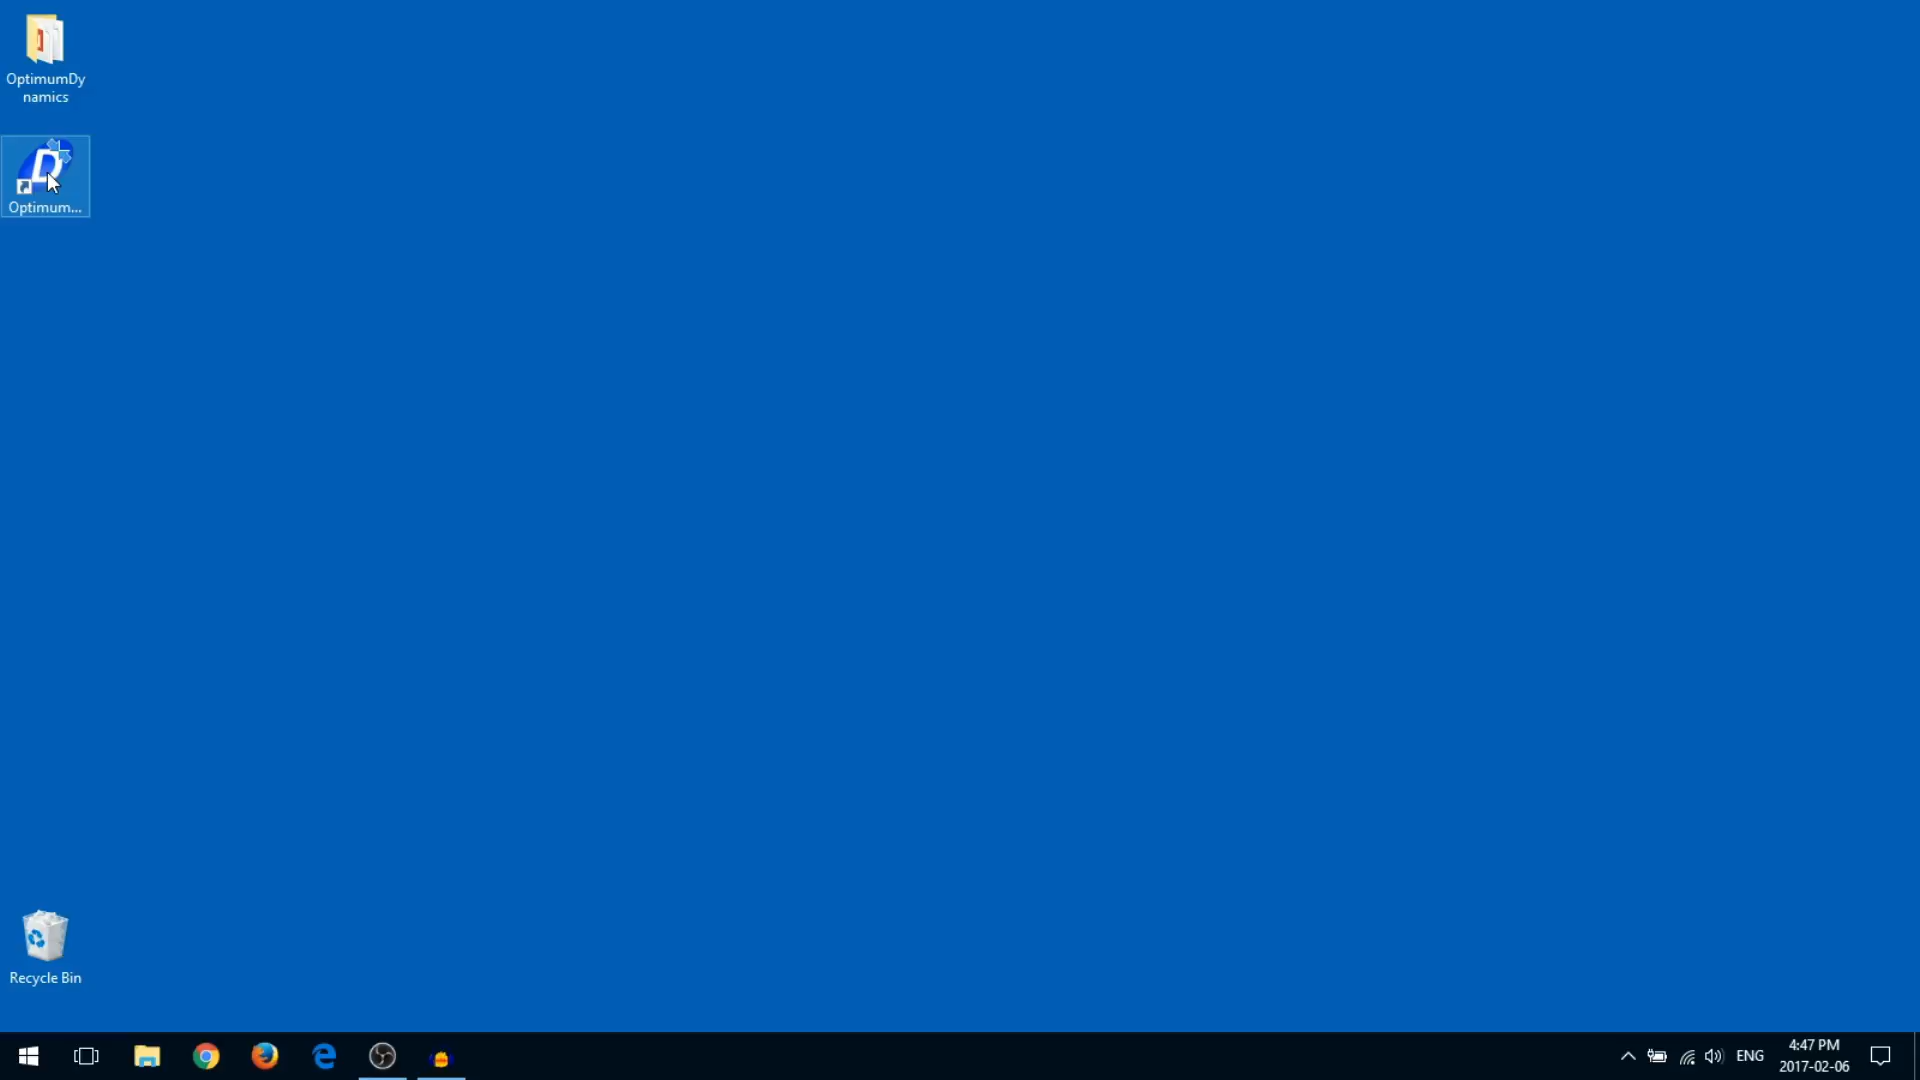 OptimumDy
namics
D
Optimum...
Recycle Bin
ENG
4:47 PM
2017-02-06